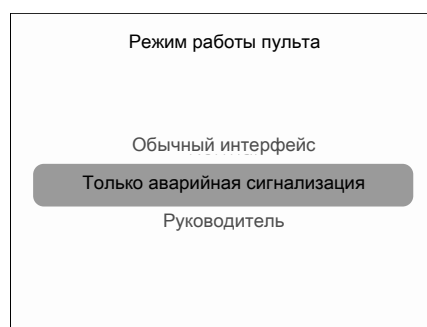 Режим работы пульта
Обычный интерфейс
Только аварийная сигнализация
Руководитель